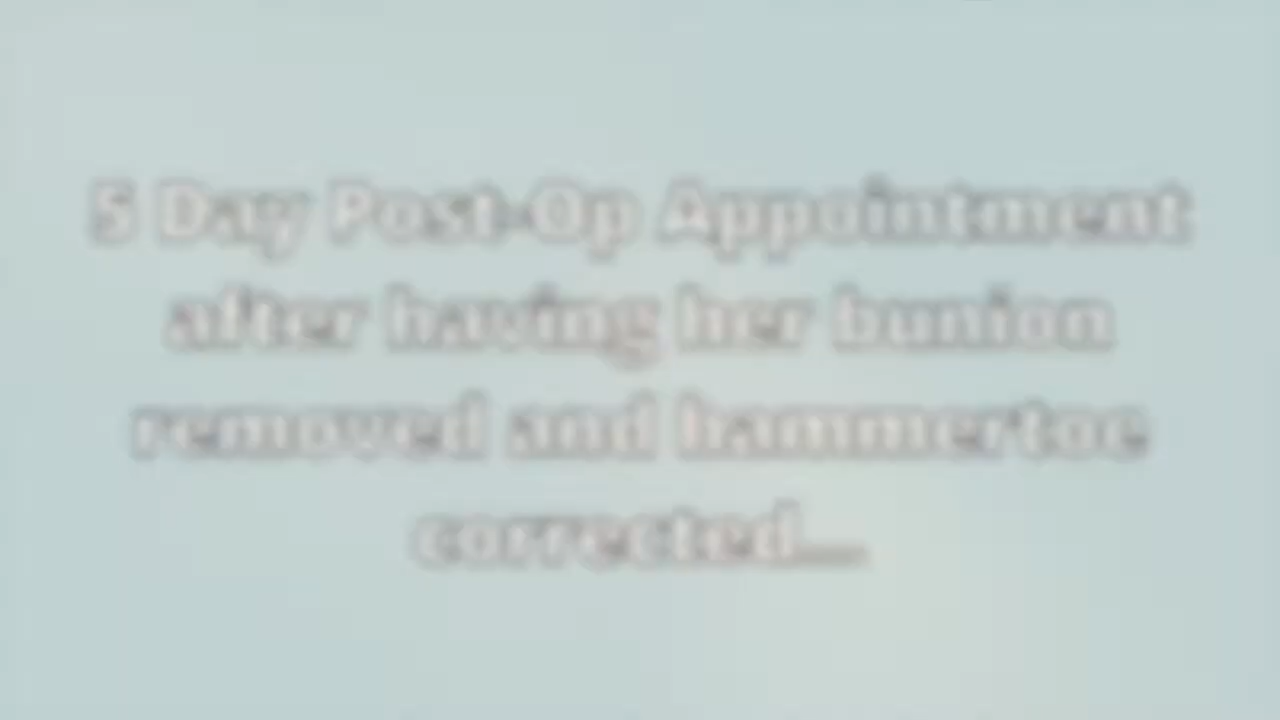 5 Day Post-Op Appointment
after having her bunion
removed and hammertoe
corrected....